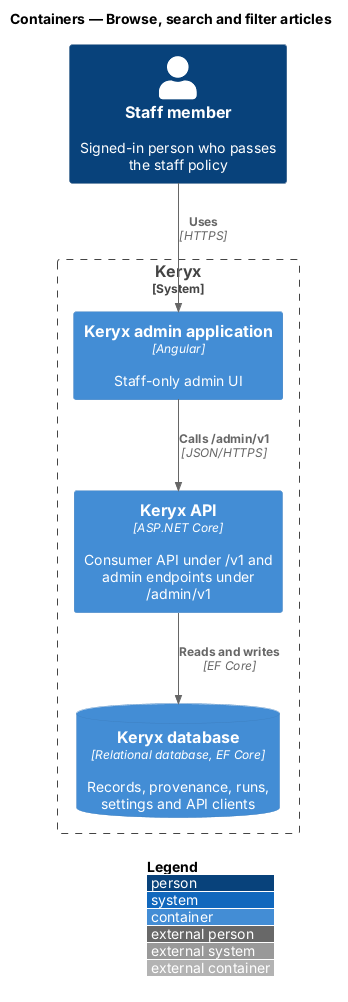 Containers — Browse, search and filter articles
Staff member
Signed-in person who passes
the staff policy
Uses
[HTTPS]
Keryx
[System]
Keryx admin application
[Angular]
Staff-only admin UI
Calls /admin/v1
[JSON/HTTPS]
Keryx API
[ASP.NET Core]
Consumer API under /v1 and
admin endpoints under
/admin/v1
Reads and writes
[EF Core]
Keryx database
[Relational database, EF Core]
Records, provenance, runs,
settings and API clients
Legend
person
system
container
external person
external system
external container